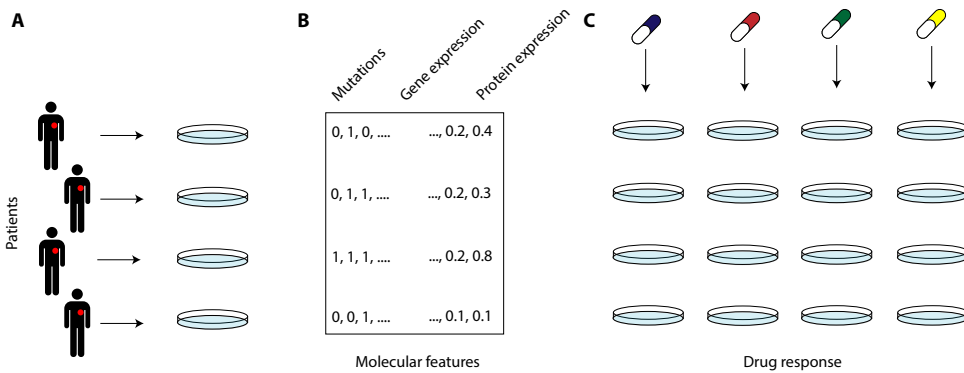 A
Patients
B
Mutations
Gene expression
Protein expression
0, 1, 0, .... ..., 0.2, 0.4
0, 1, 1, .... ..., 0.2, 0.3
1, 1, 1, .... ..., 0.2, 0.8
0, 0, 1, .... ..., 0.1, 0.1
Molecular features
C
Drug response